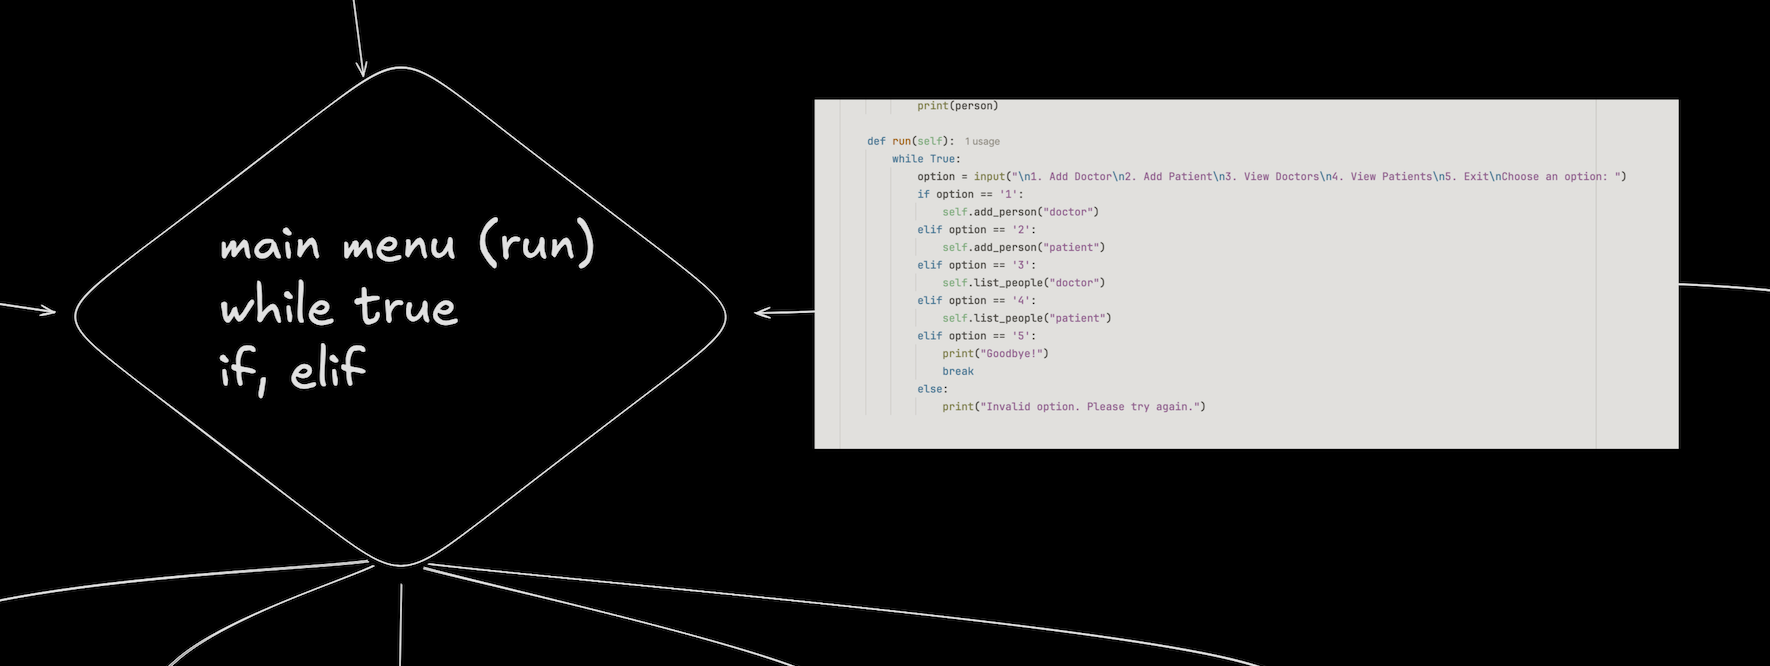 main menu (run)
while true
if, elif
print(person)
def run(self): 1 usage
while True:
option = input("\n1. Add Doctor\n2. Add Patient\n3. View Doctors\n4. View Patients\n5. Exit\nChoose an option: ")
if option == '1':
self.add_person("doctor")
elif option == '2':
self.add_person("patient")
elif option == '3':
self.list_people("doctor")
elif option == '4':
self.list_people("patient")
elif option == '5':
print("Goodbye!")
break
else:
print("Invalid option. Please try again.")